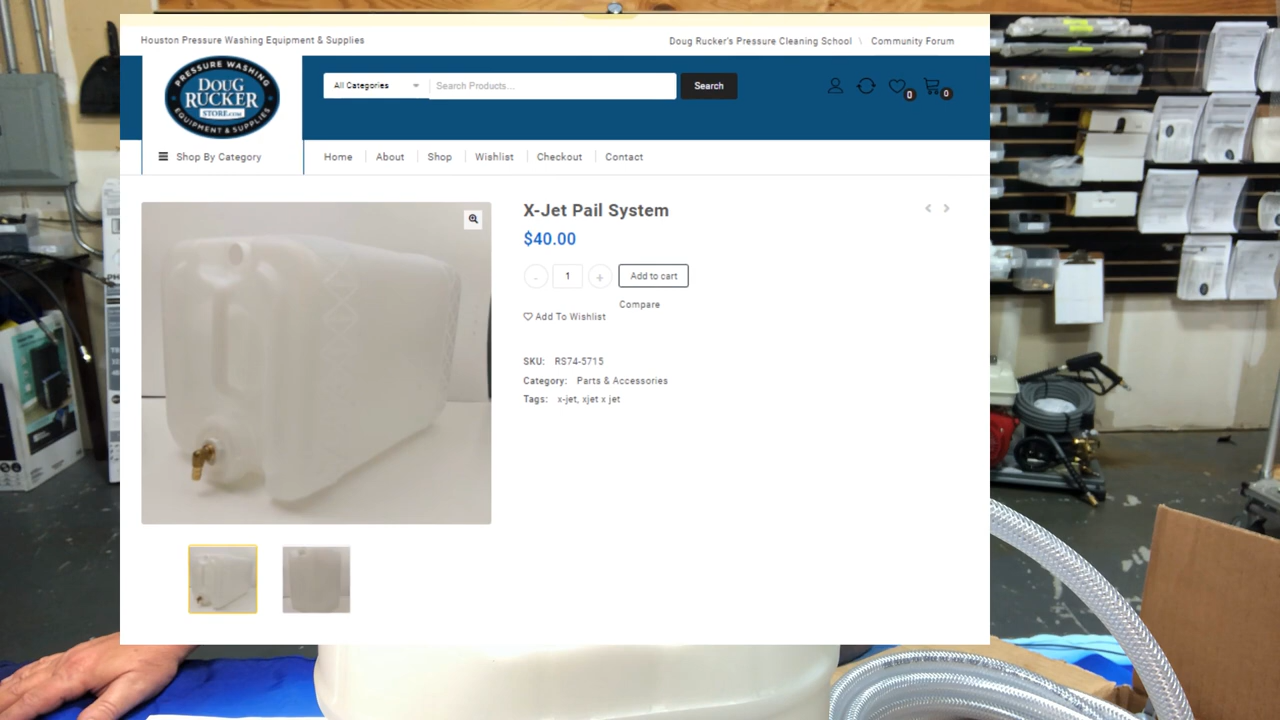 Houston Pressure Washing Equipment & Supplies
Doug Rucker's Pressure Cleaning School \ Community Forum
PRESSURE WASHING
DOUG
RUCKER
STORE.COM
EQUIPMENT & SUPPLIES
All Categories
Search Products...
Search
0
0
Shop By Category
Home
About
Shop
Wishlist
Checkout
Contact
X-Jet Pail System
$40.00
-
1
+
Add to cart
Compare
Add To Wishlist
SKU: RS74-5715
Category: Parts & Accessories
Tags: x-jet, xjet x jet